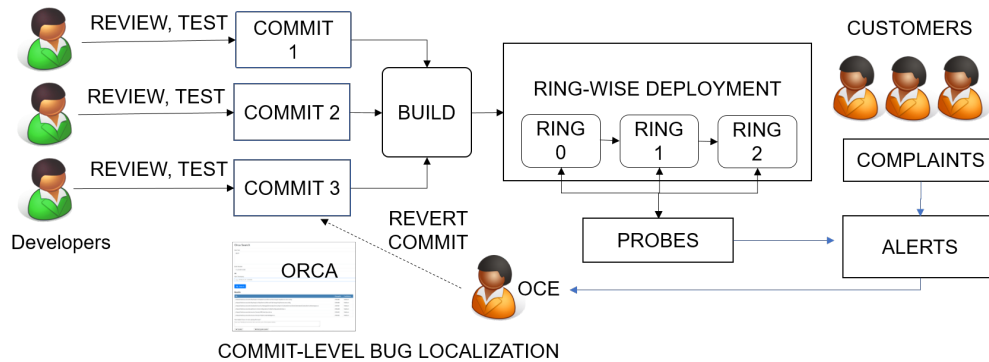 REVIEW, TEST
COMMIT
1
CUSTOMERS
RING-WISE DEPLOYMENT
REVIEW, TEST
COMMIT 2
BUILD
RING
0
RING
1
RING
2
REVIEW, TEST
COMMIT 3
COMPLAINTS
Developers
REVERT
COMMIT
PROBES
ALERTS
ORCA
OCE
COMMIT-LEVEL BUG LOCALIZATION